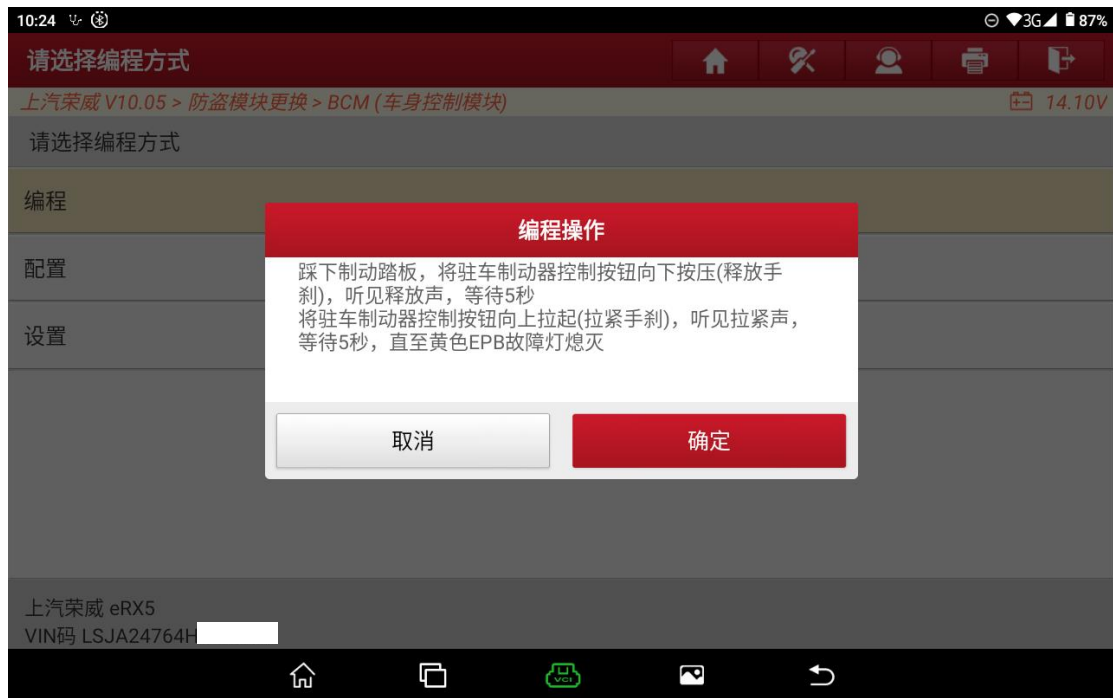 10:24
3G 87%
请选择编程方式
上汽荣威 V10.05 > 防盗模块更换 > BCM (车身控制模块)
14.10V
请选择编程方式
编程
配置
设置
编程操作
踩下制动踏板，将驻车制动器控制按钮向下按压(释放手
刹)，听见释放声，等待5秒
将驻车制动器控制按钮向上拉起(拉紧手刹)，听见拉紧声，
等待5秒，直至黄色EPB故障灯熄灭
取消
确定
上汽荣威 eRX5
VIN码 LSJA24764H
VCI